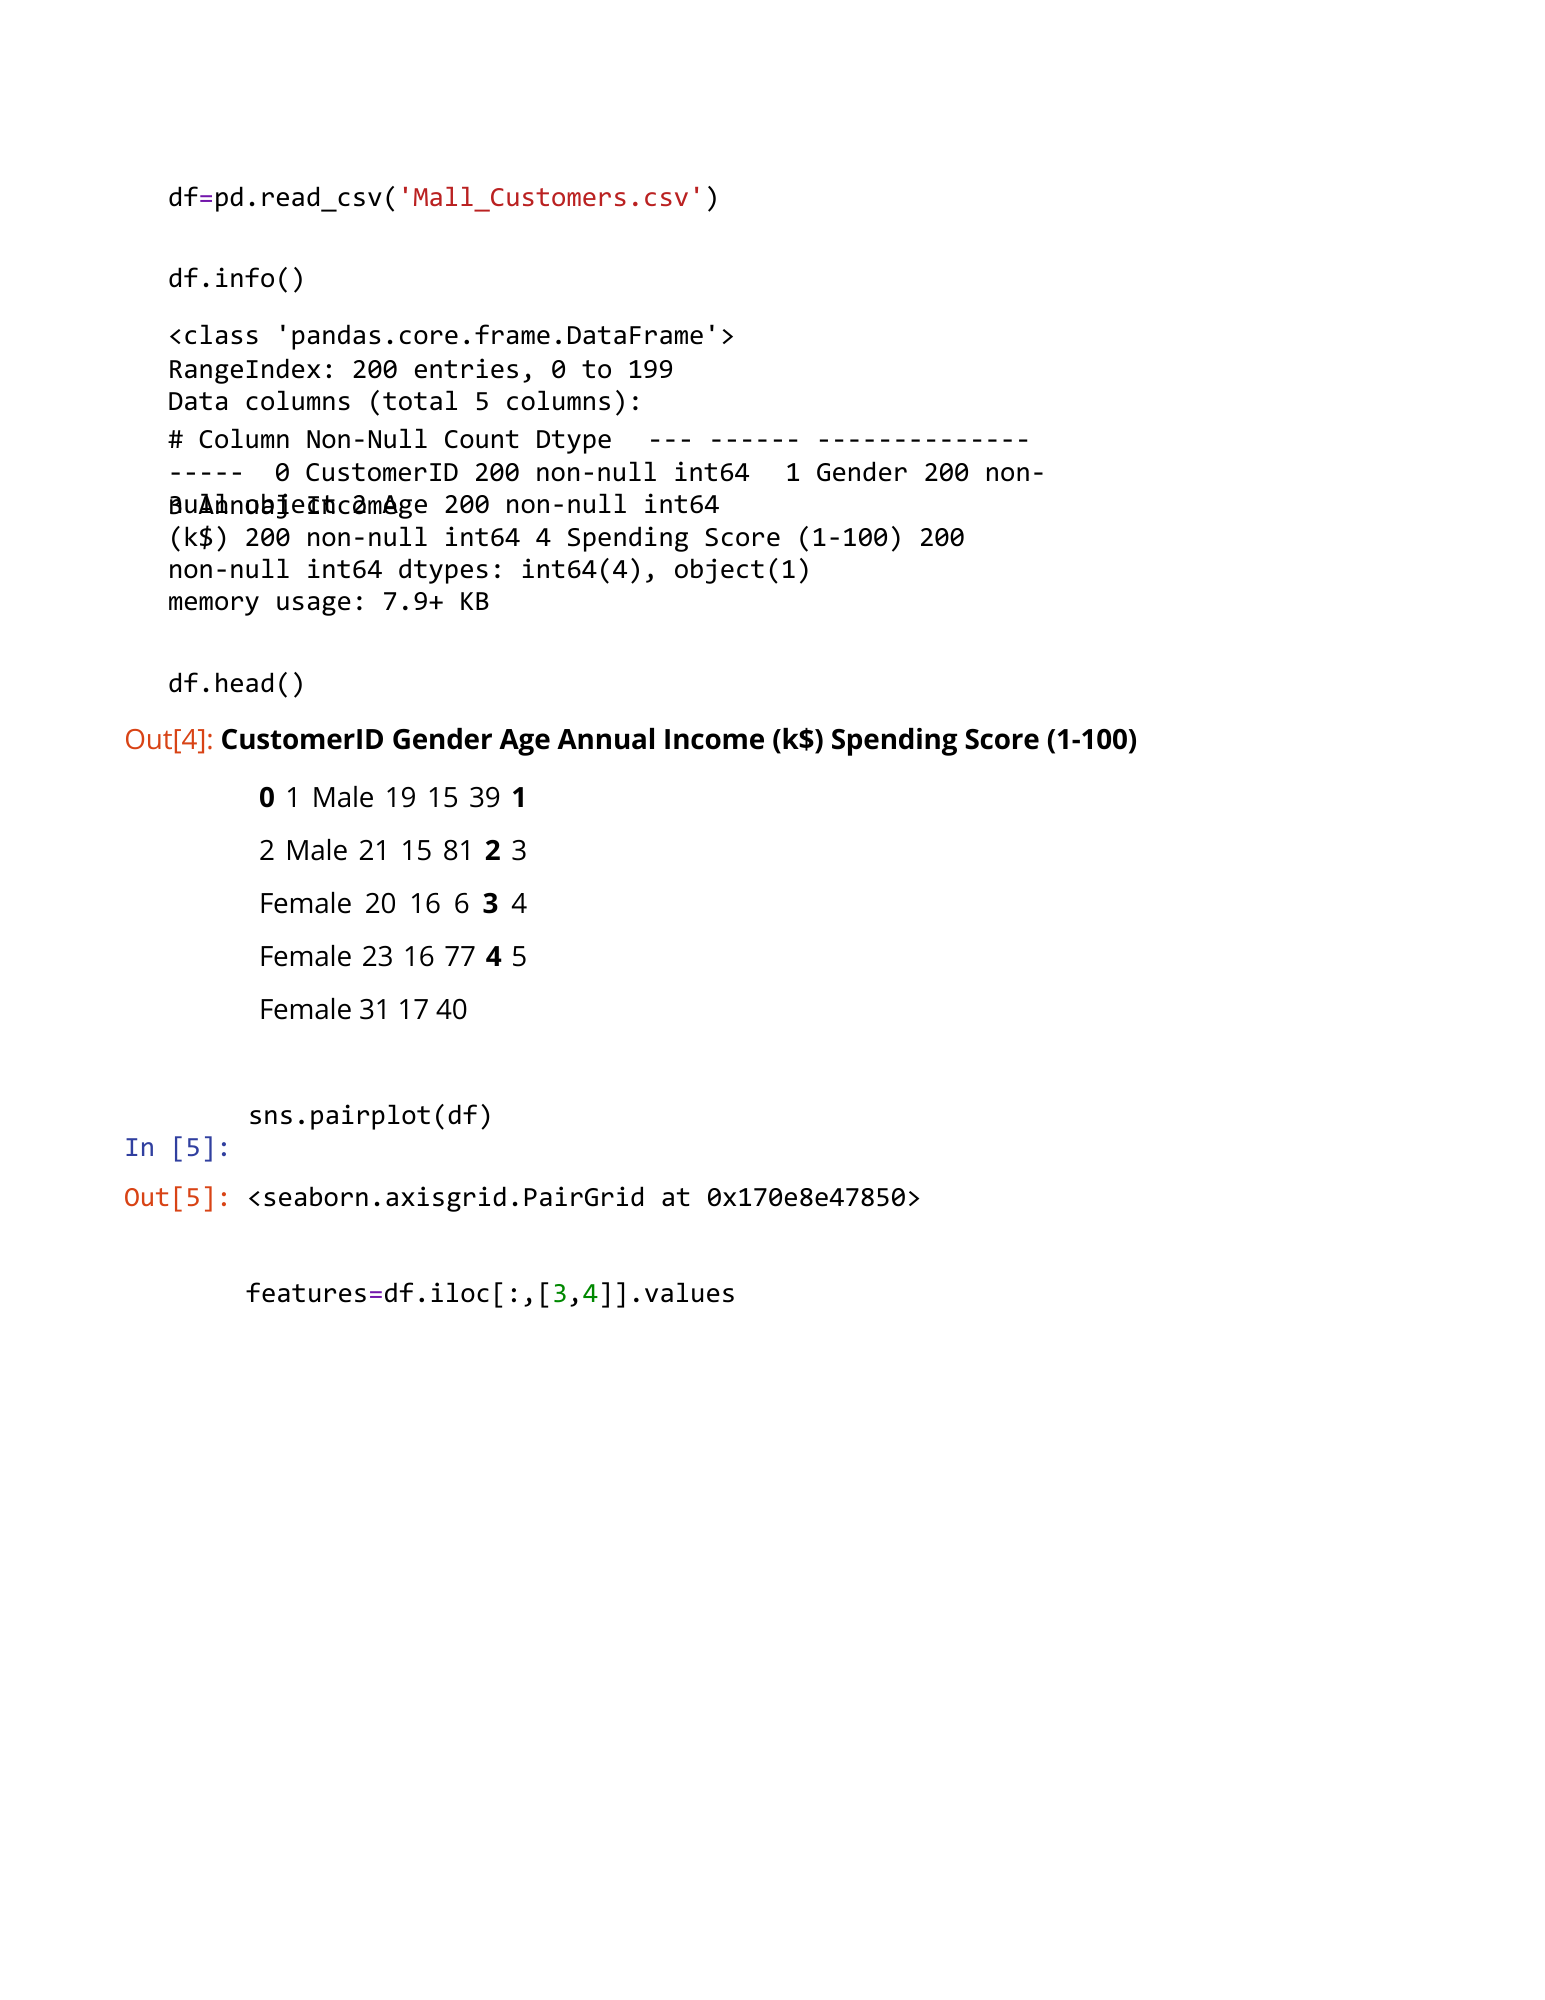 df=pd.read_csv('Mall_Customers.csv')
df.info()
<class 'pandas.core.frame.DataFrame'>
RangeIndex: 200 entries, 0 to 199
Data columns (total 5 columns):
# Column Non-Null Count Dtype --- ------ --------------
----- 0 CustomerID 200 non-null int64 1 Gender 200 non-
null object 2 Age 200 non-null int64
3 Annual Income
(k$) 200 non-null int64 4 Spending Score (1-100) 200
non-null int64 dtypes: int64(4), object(1)
memory usage: 7.9+ KB
df.head()
Out[4]: CustomerID Gender Age Annual Income (k$) Spending Score (1-100)
0 1 Male 19 15 39 1
2 Male 21 15 81 2 3
Female 20 16 6 3 4
Female 23 16 77 4 5
Female 31 17 40
sns.pairplot(df)
In [5]:
Out[5]: <seaborn.axisgrid.PairGrid at 0x170e8e47850>
features=df.iloc[:,[3,4]].values